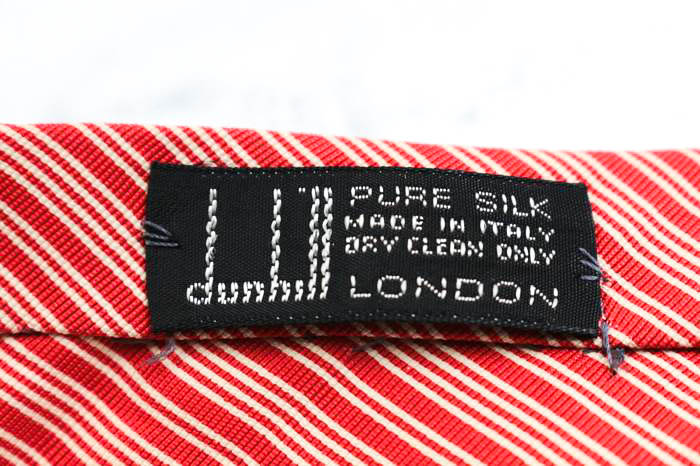 dunhill
PURE SILK
MADE IN ITALY
DRY CLEAN ONLY
LONDON